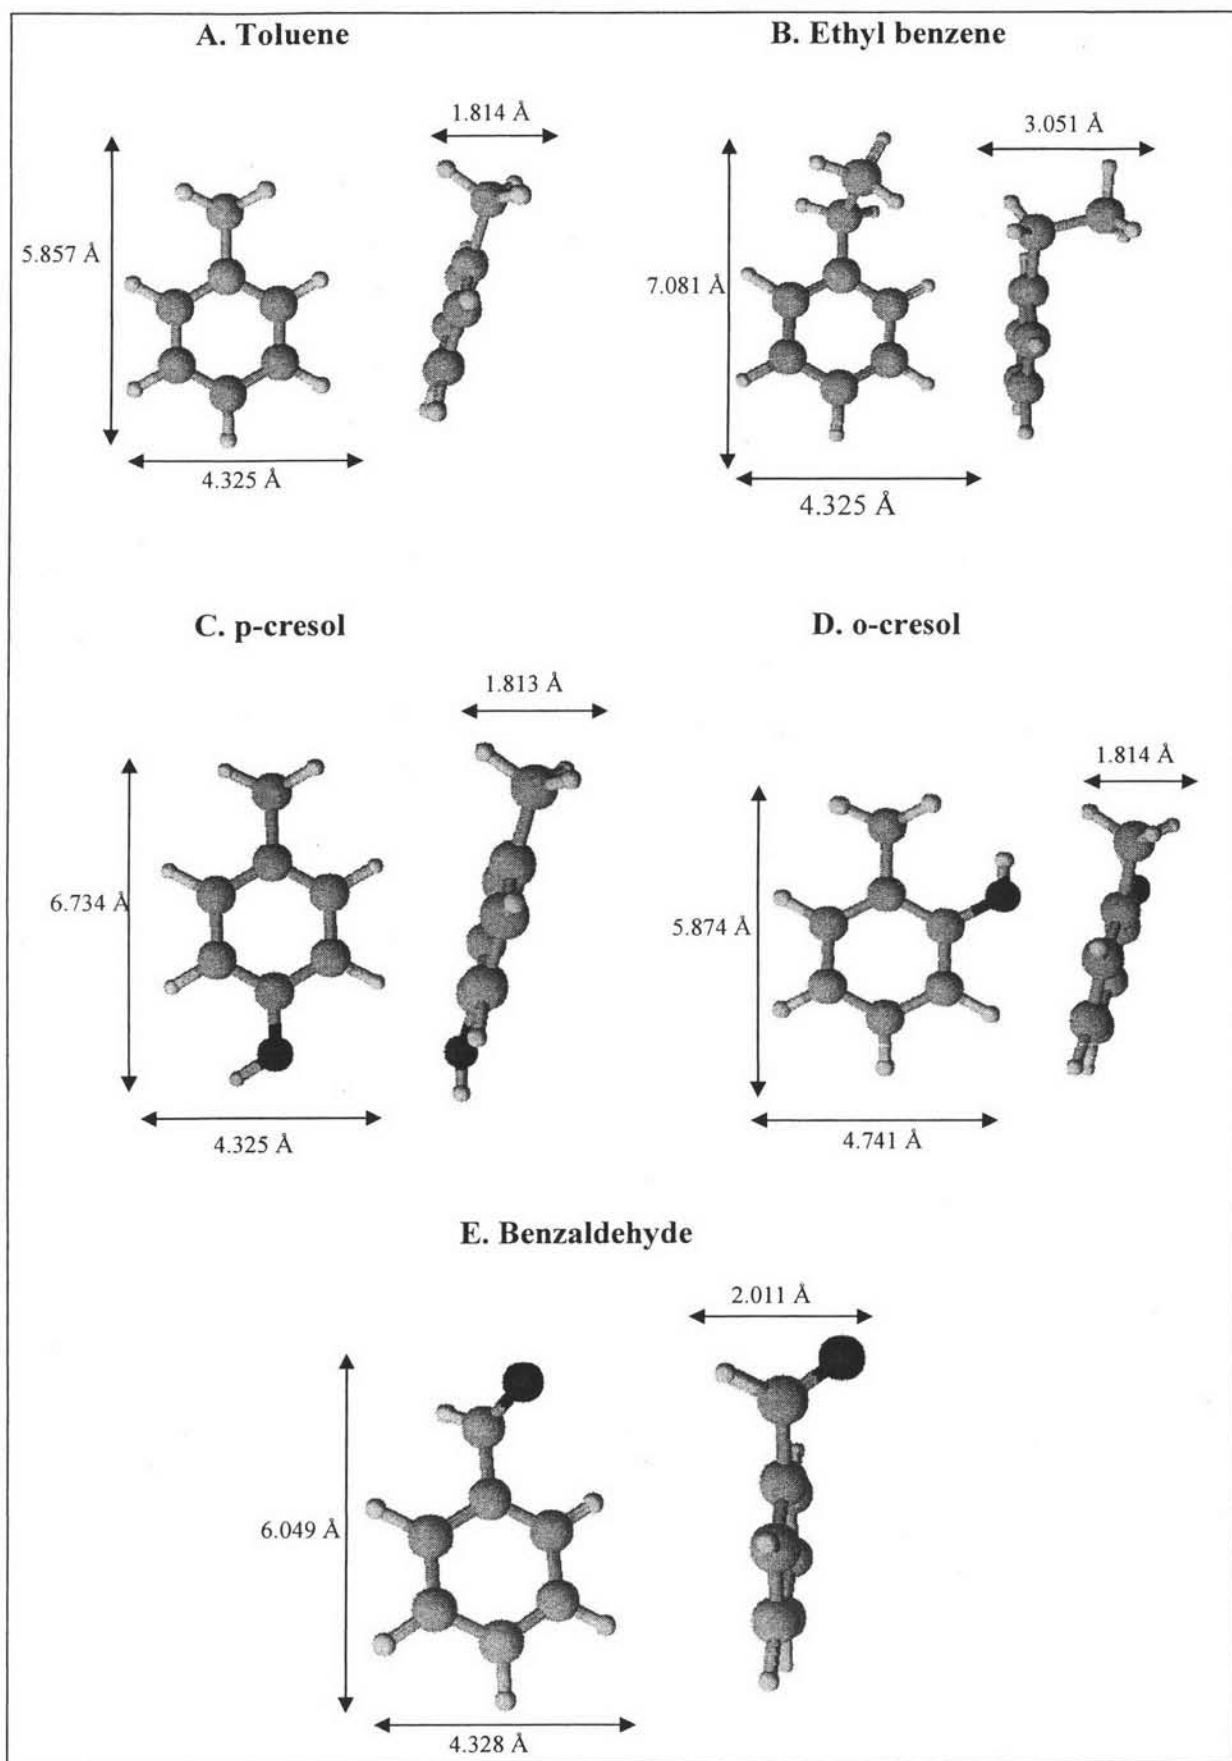 A. Toluene
B. Ethyl benzene
1.814 Å
3.051 Å
5.857 Å
7.081 Å
4.325 Å
4.325 Å
C. p-cresol
D. o-cresol
1.813 Å
1.814 Å
6.734 Å
5.874 Å
4.325 Å
4.741 Å
E. Benzaldehyde
2.011 Å
6.049 Å
4.328 Å